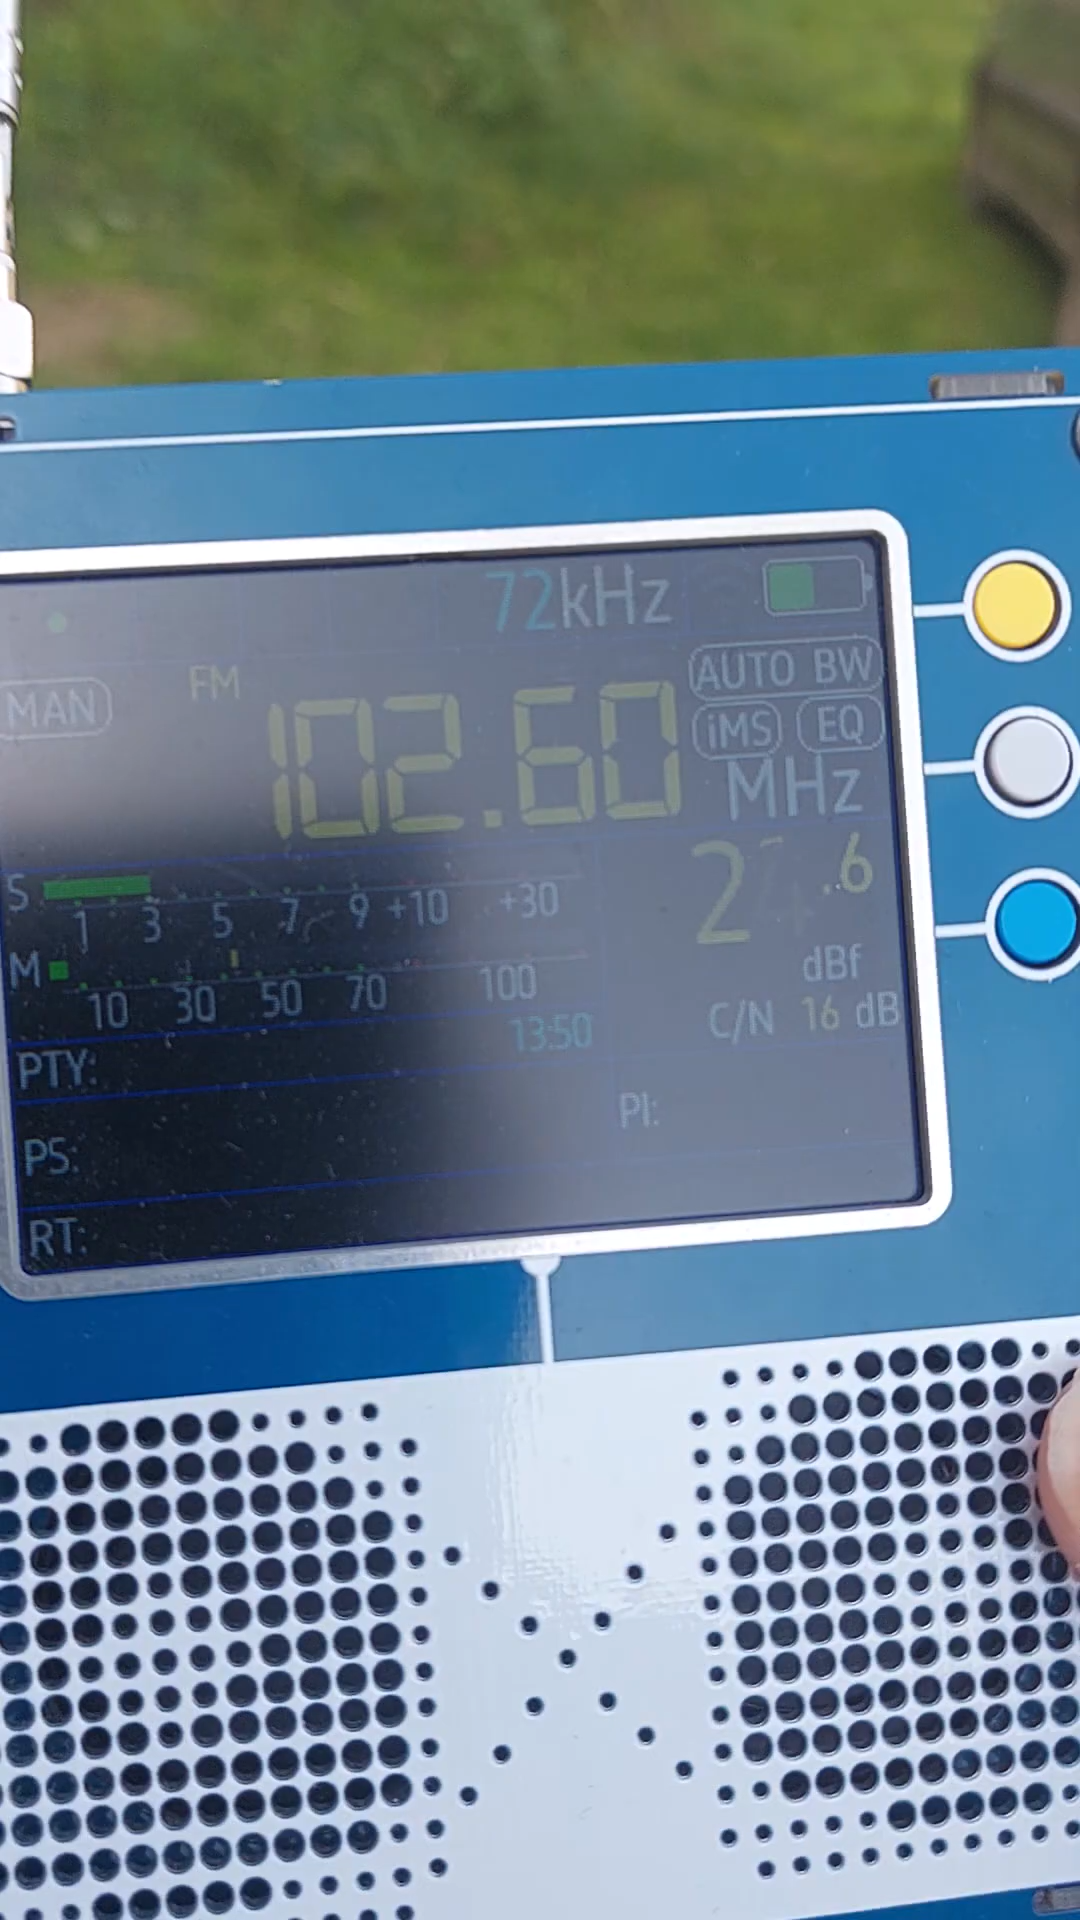 72kHz
MAN
FM
AUTO BW
iMS EQ
102.60
MHz
.6
S
1 3 5 7 9 +10 +30
M
10 30 50 70 100
dBf
13:50
C/N 16 dB
PTY:
PI:
PS:
RT: